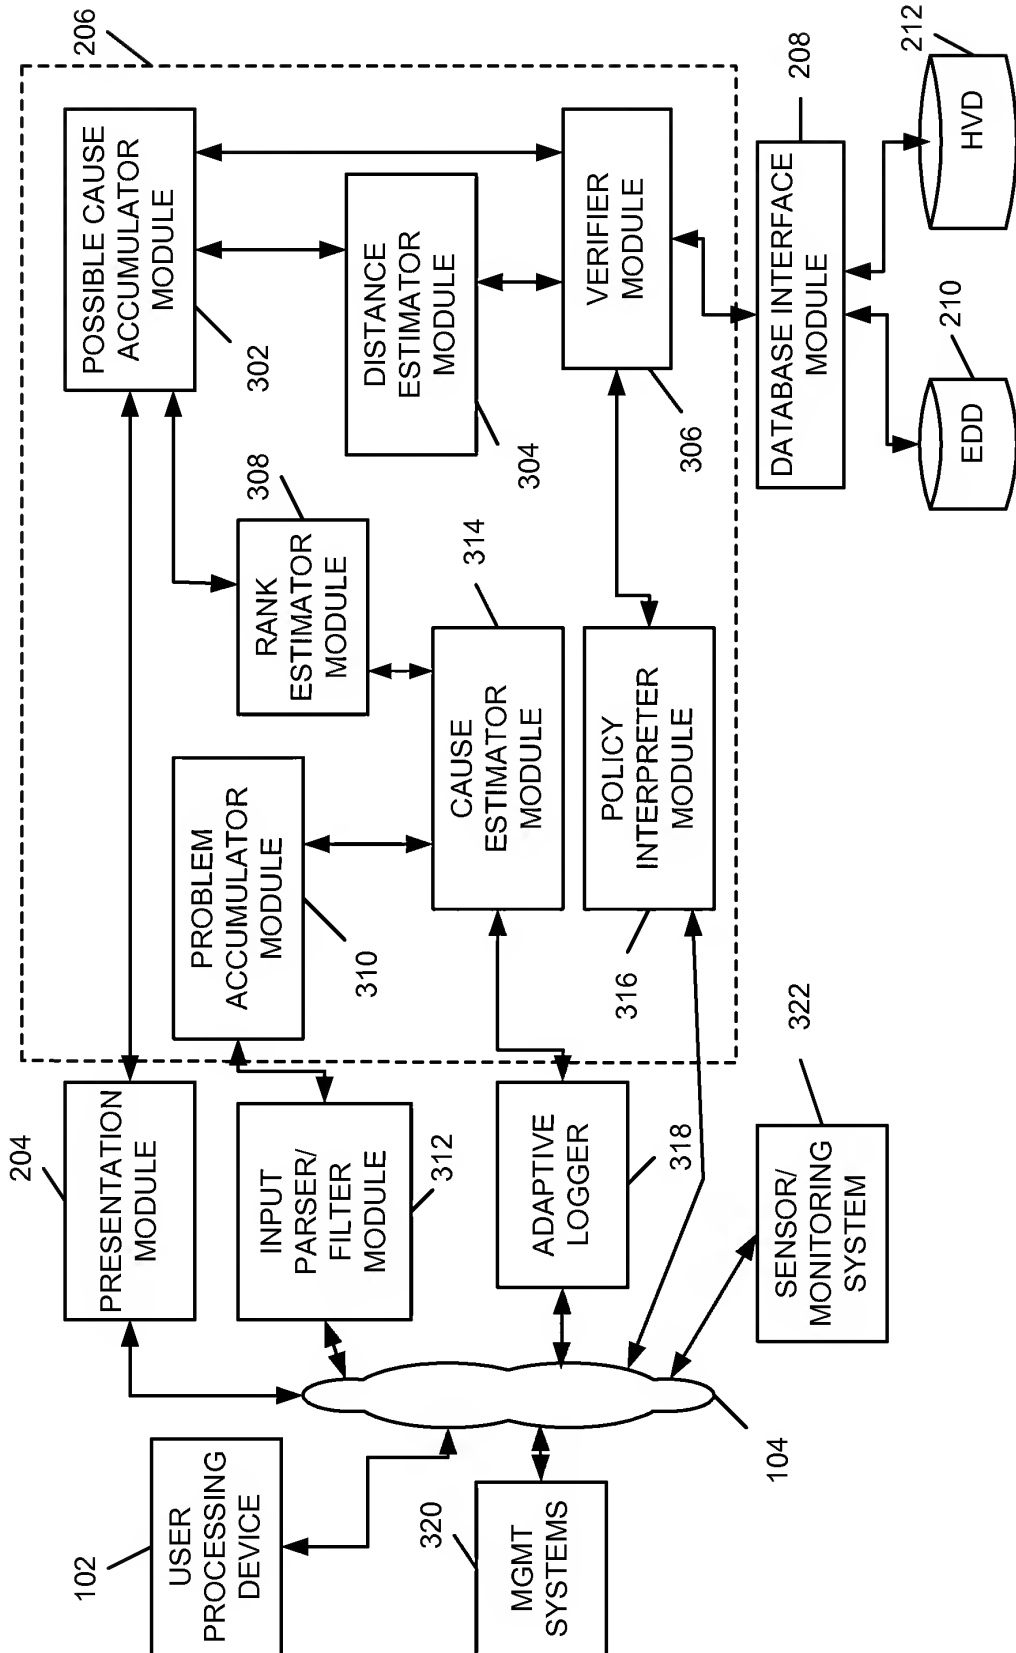 102
USER
PROCESSING
DEVICE
320
MGMT
SYSTEMS
104
204
PRESENTATION
MODULE
INPUT
PARSER/
FILTER
MODULE
312
ADAPTIVE
LOGGER
318
SENSOR/
MONITORING
SYSTEM
322
206
PROBLEM
ACCUMULATOR
MODULE
310
RANK
ESTIMATOR
MODULE
308
CAUSE
ESTIMATOR
MODULE
314
POLICY
INTERPRETER
MODULE
316
POSSIBLE CAUSE
ACCUMULATOR
MODULE
302
DISTANCE
ESTIMATOR
MODULE
304
VERIFIER
MODULE
306
DATABASE INTERFACE
MODULE
208
EDD
210
HVD
212